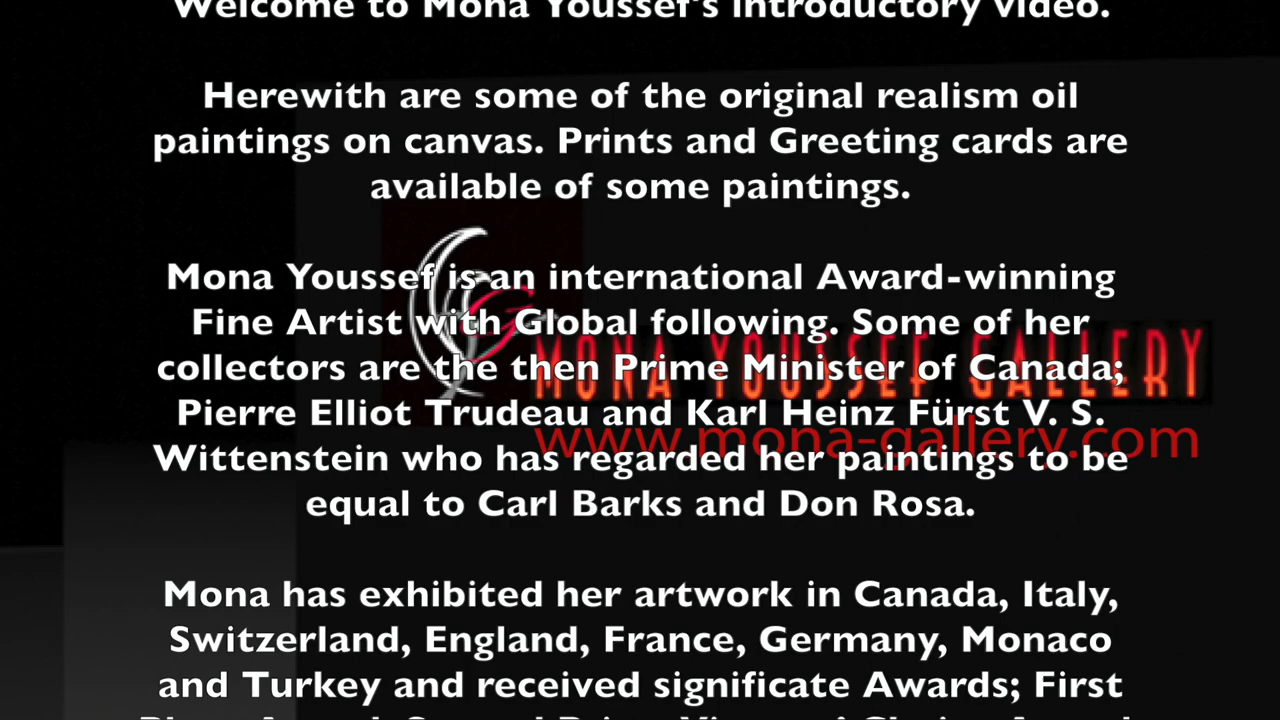 Welcome to Mona Youssef's introductory video.
Herewith are some of the original realism oil
paintings on canvas. Prints and Greeting cards are
available of some paintings.
Mona Youssef is an international Award-winning
Fine Artist with Global following. Some of her
collectors are the then Prime Minister of Canada;
Pierre Elliot Trudeau and Karl Heinz Fürst V. S.
Wittenstein who has regarded her paintings to be
equal to Carl Barks and Don Rosa.
Mona has exhibited her artwork in Canada, Italy,
Switzerland, England, France, Germany, Monaco
and Turkey and received significate Awards; First
MONA YOUSSEF GALLERY
www.mona-gallery.com